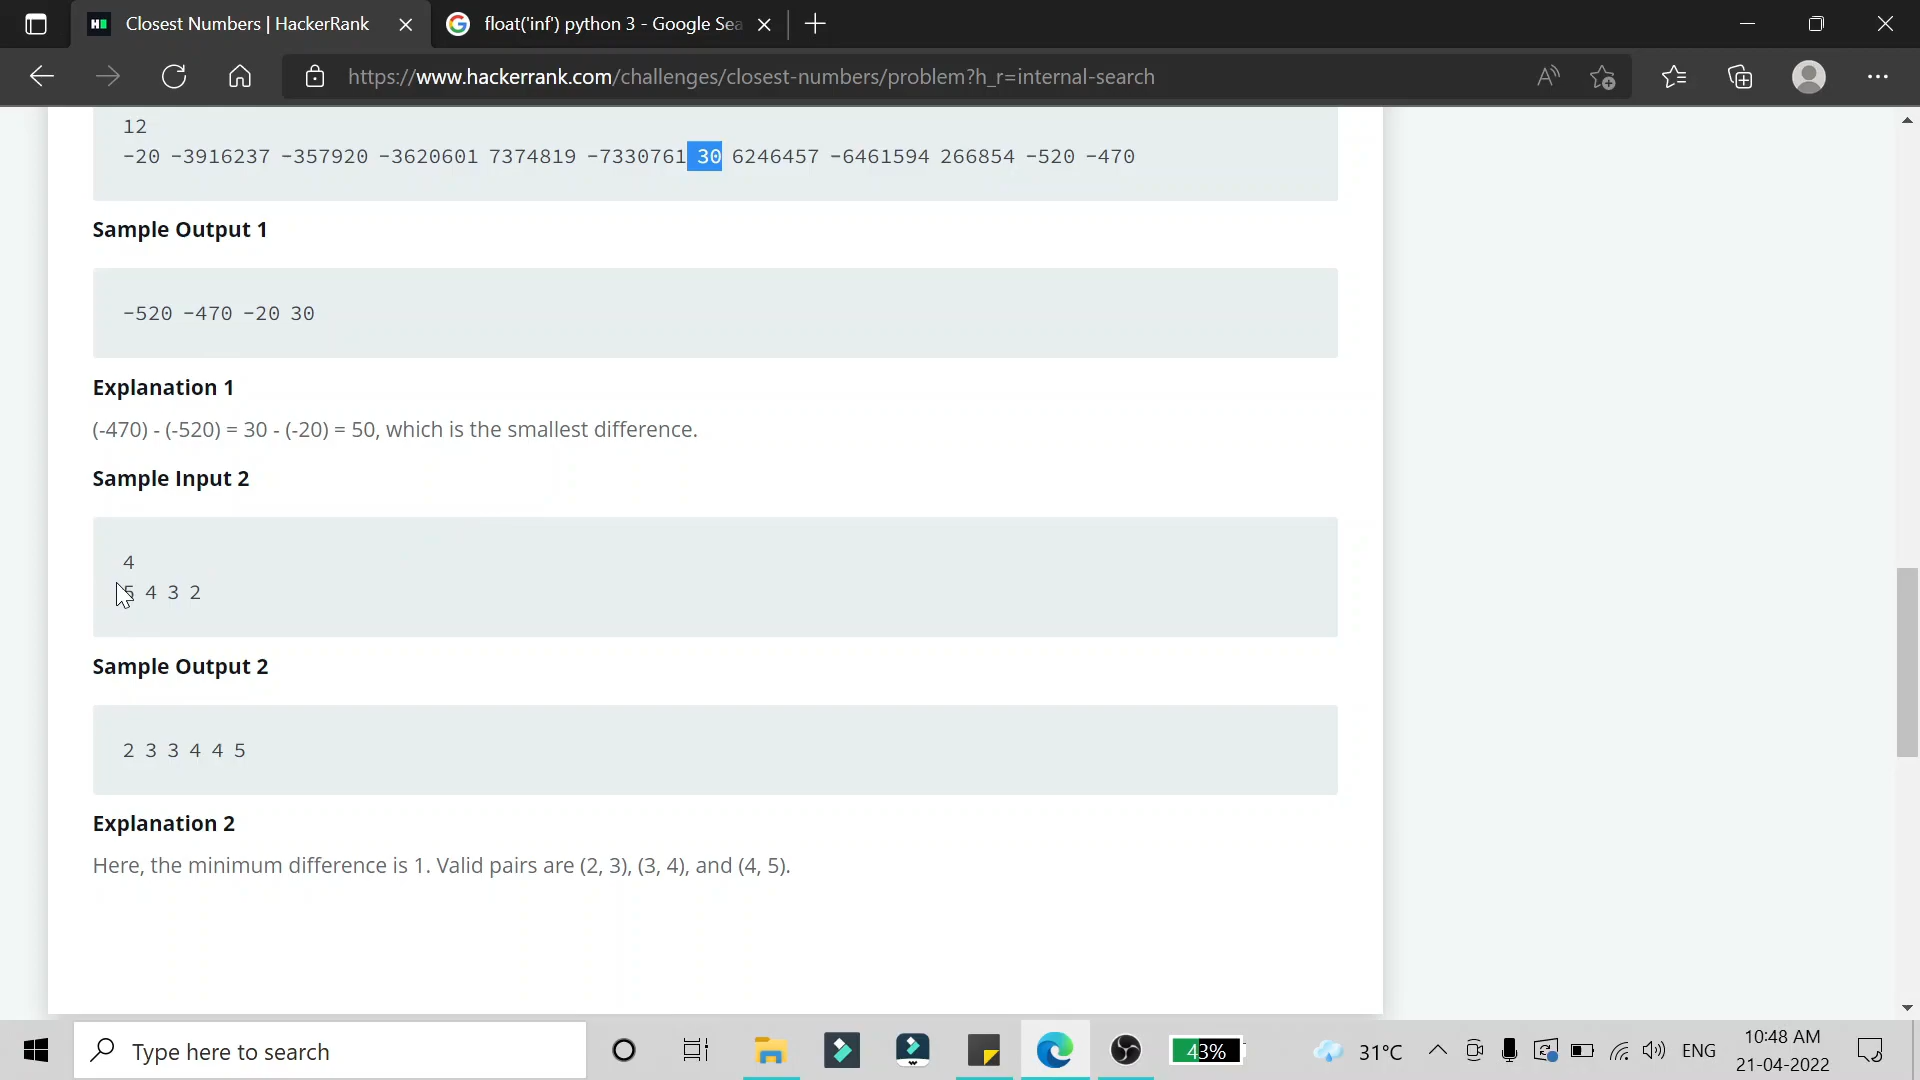 Closest Numbers | HackerRank
float('inf') python 3 - Google Sea
https://www.hackerrank.com/challenges/closest-numbers/problem?h_r=internal-search
12
-20 -3916237 -357920 -3620601 7374819 -7330761 30 6246457 -6461594 266854 -520 -470
Sample Output 1
-520 -470 -20 30
Explanation 1
(-470) - (-520) = 30 - (-20) = 50, which is the smallest difference.
Sample Input 2
4
5 4 3 2
Sample Output 2
2 3 3 4 4 5
Explanation 2
Here, the minimum difference is 1. Valid pairs are (2, 3), (3, 4), and (4, 5).
Type here to search
43%
31°C
ENG
10:48 AM
21-04-2022